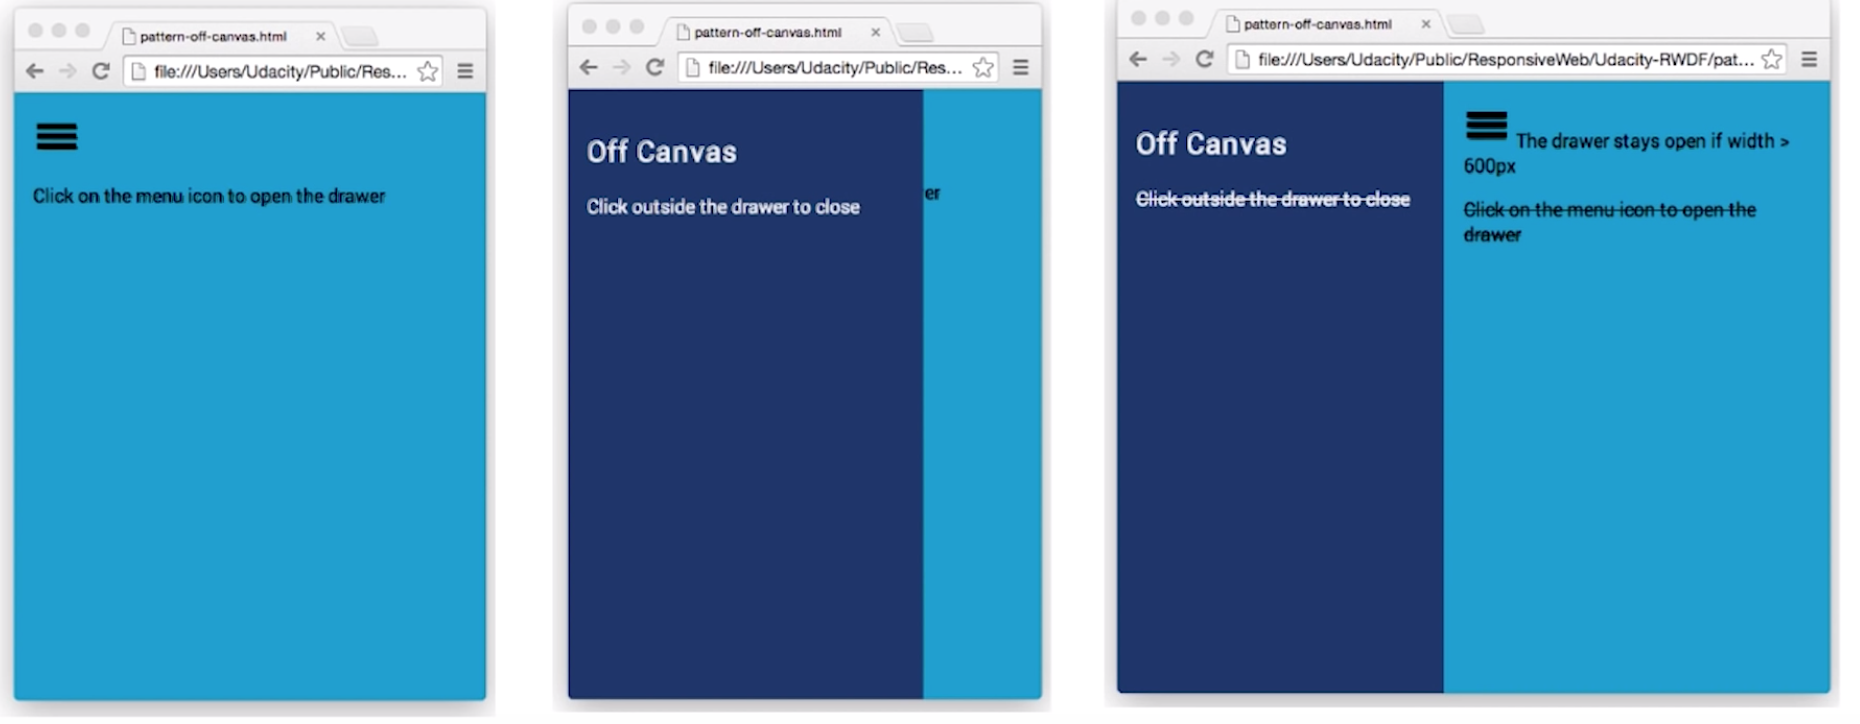 pattern-off-canvas.html
file:///Users/Udacity/Public/Res...
Click on the menu icon to open the drawer
pattern-off-canvas.html
file:///Users/Udacity/Public/Res...
Off Canvas
Click outside the drawer to close
er
pattern-off-canvas.html
file:///Users/Udacity/Public/ResponsiveWeb/Udacity-RWDF/pat...
Off Canvas
Click outside the drawer to close
The drawer stays open if width >
600px
Click on the menu icon to open the
drawer